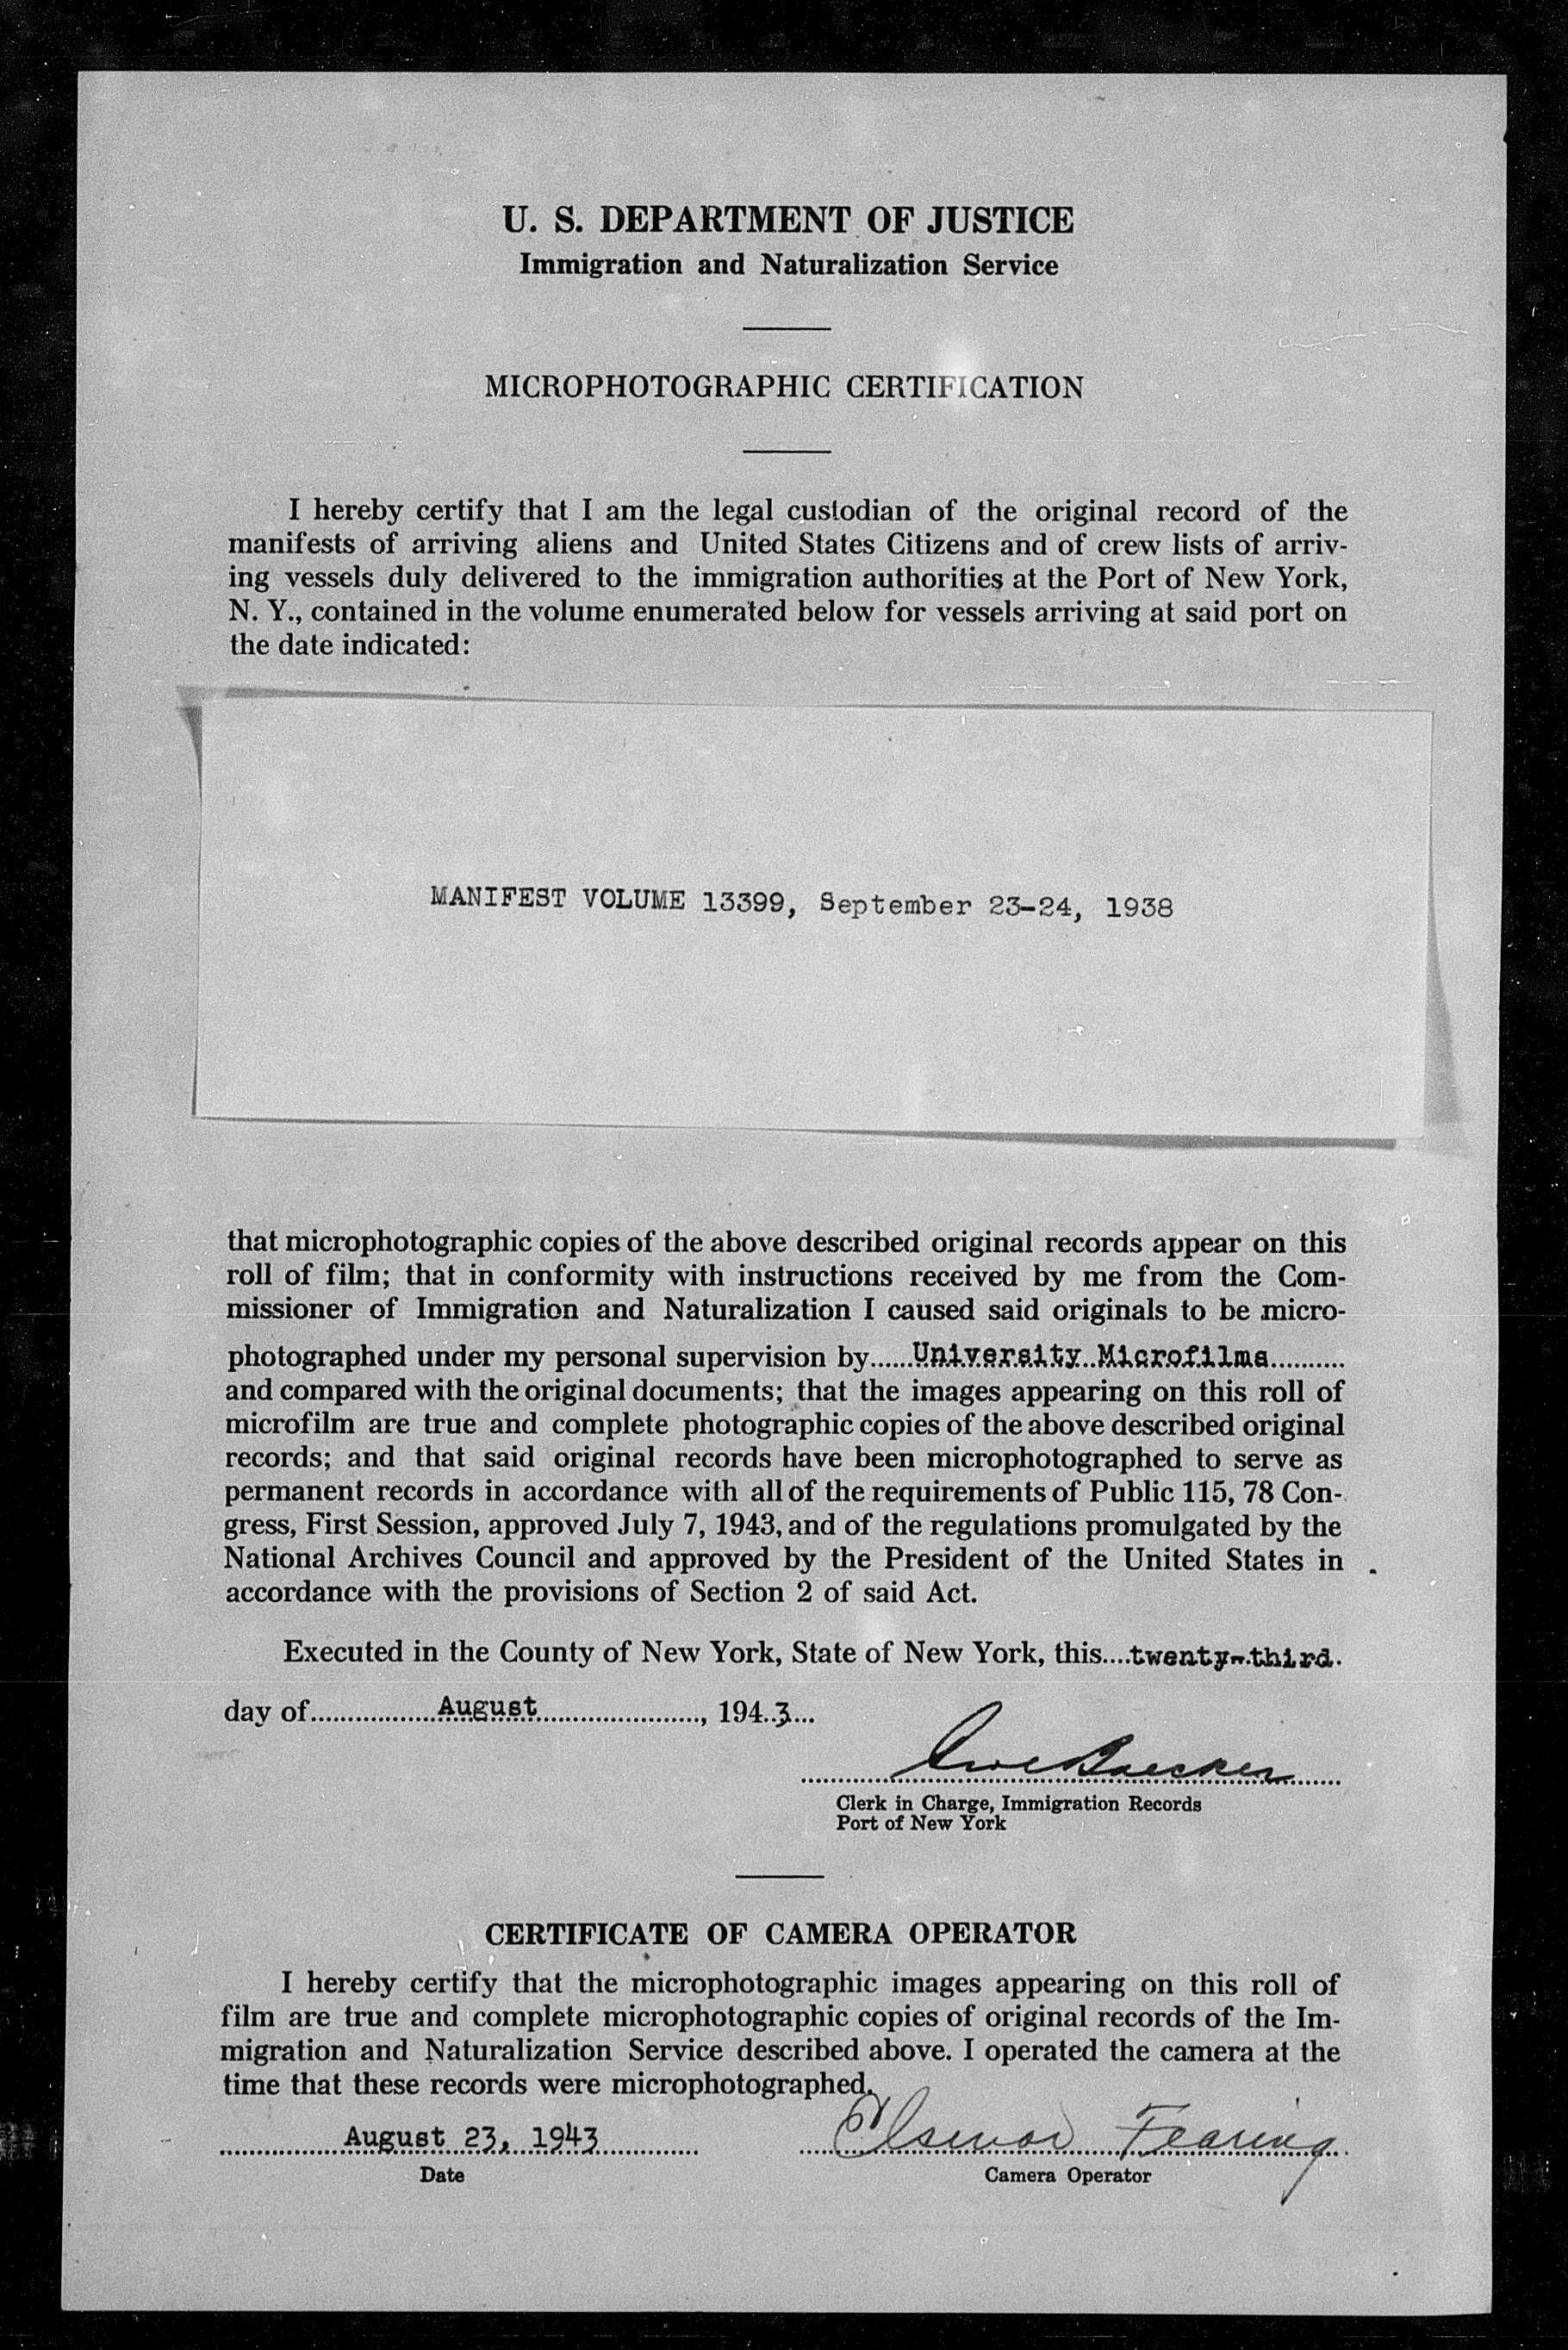 U. S. DEPARTMENT OF JUSTICE
Immigration and Naturalization Service
MICROPHOTOGRAPHIC CERTIFICATION
I hereby certify that I am the legal custodian of the original record of the
manifests of arriving aliens and United States Citizens and of crew lists of arriv-
ing vessels duly delivered to the immigration authorities at the Port of New York,
N. Y., contained in the volume enumerated below for vessels arriving at said port on
the date indicated:
MANIFEST VOLUME 13399, September 23-24, 1938
that microphotographic copies of the above described original records appear on this
roll of film; that in conformity with instructions received by me from the Com-
missioner of Immigration and Naturalization I caused said originals to be micro-
photographed under my personal supervision by......University Microfilms..........
and compared with the original documents; that the images appearing on this roll of
microfilm are true and complete photographic copies of the above described original
records; and that said original records have been microphotographed to serve as
permanent records in accordance with all of the requirements of Public 115, 78 Con-
gress, First Session, approved July 7, 1943, and of the regulations promulgated by the
National Archives Council and approved by the President of the United States in
accordance with the provisions of Section 2 of said Act.
Executed in the County of New York, State of New York, this....twenty-third.
day of..................August........................, 194..3....
Clerk in Charge, Immigration Records
Port of New York
CERTIFICATE OF CAMERA OPERATOR
I hereby certify that the microphotographic images appearing on this roll of
film are true and complete microphotographic copies of original records of the Im-
migration and Naturalization Service described above. I operated the camera at the
time that these records were microphotographed.
August 23, 1943 Fearing
Date Camera Operator